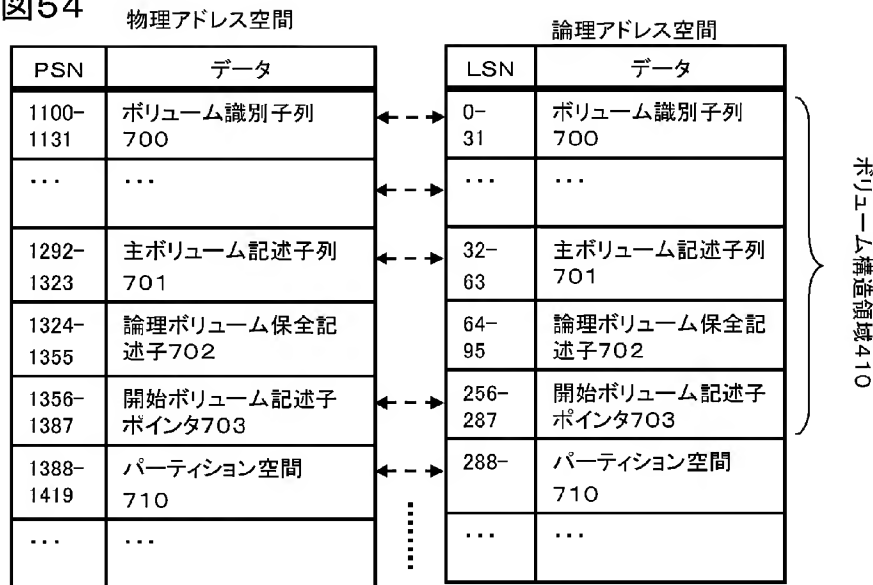 図54
物理アドレス空間
PSN データ
1100-
1131
ボリューム識別子列
700
... ...
1292-
1323
主ボリューム記述子列
701
1324-
1355
論理ボリューム保全記
述子702
1356-
1387
開始ボリューム記述子
ポインタ703
1388-
1419
パーティション空間
710
... ...
論理アドレス空間
LSN データ
0-
31
ボリューム識別子列
700
... ...
32-
63
主ボリューム記述子列
701
64-
95
論理ボリューム保全記
述子702
256-
287
開始ボリューム記述子
ポインタ703
288-
パーティション空間
710
... ...
ボリューム構造領域410